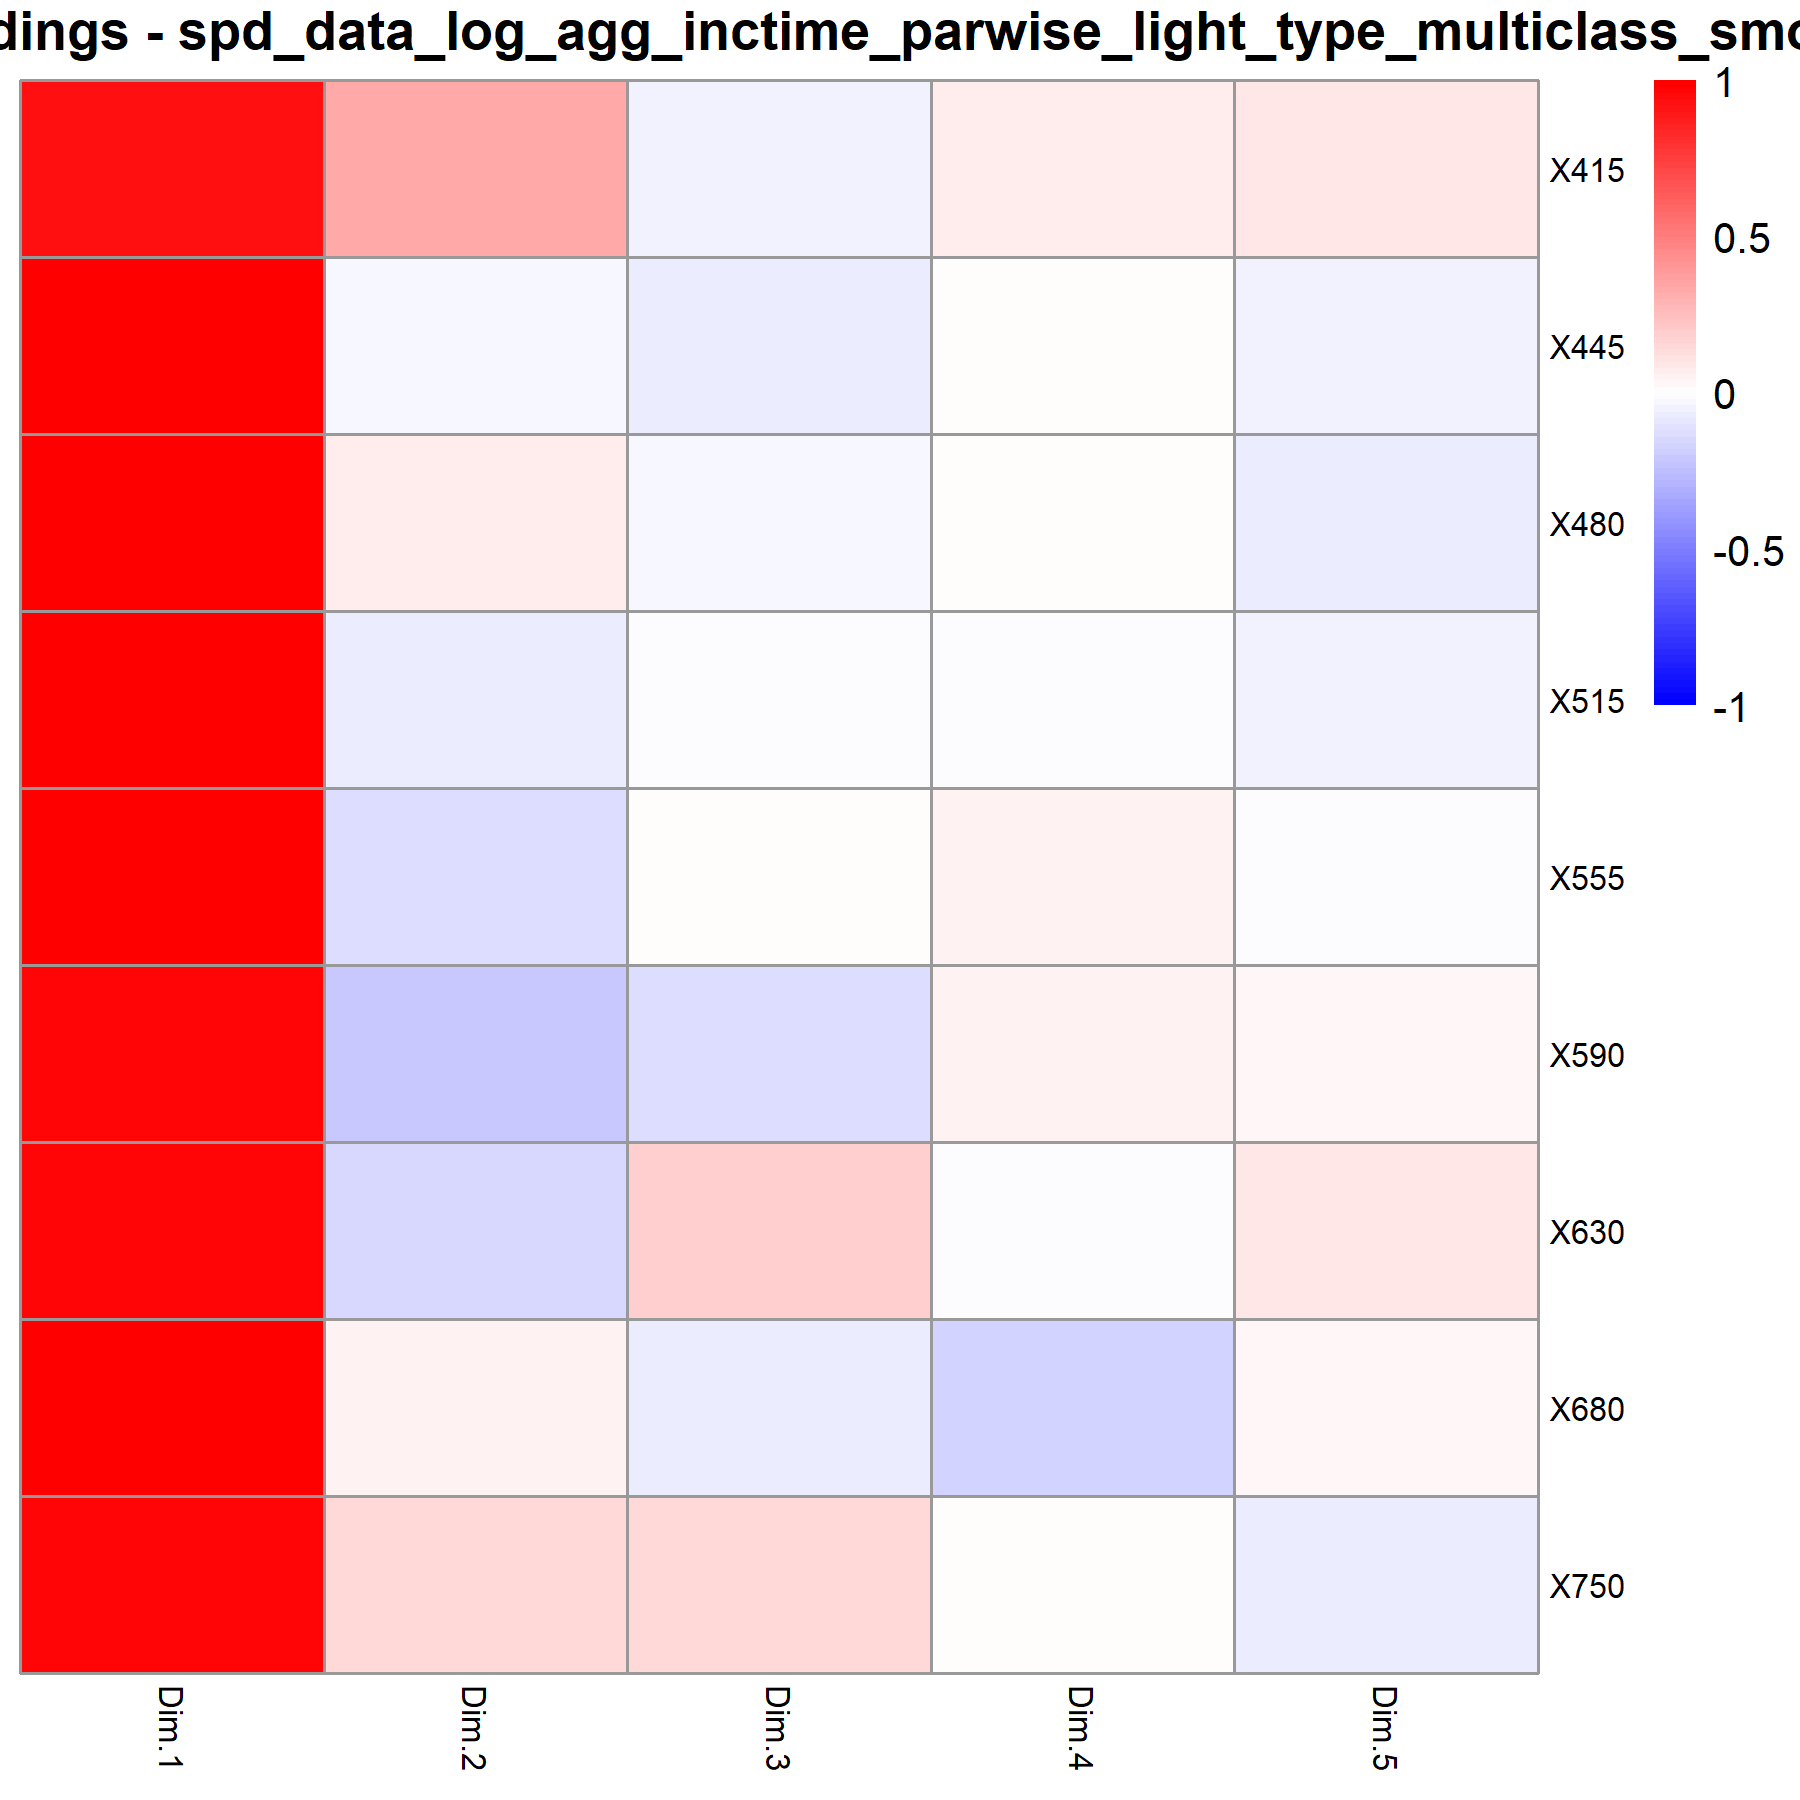 dings - spd_data_log_agg_inctime_parwise_light_type_multiclass_smo
1
0.5
0
-0.5
-1
X415
X445
X480
X515
X555
X590
X630
X680
X750
Dim.1
Dim.2
Dim.3
Dim.4
Dim.5